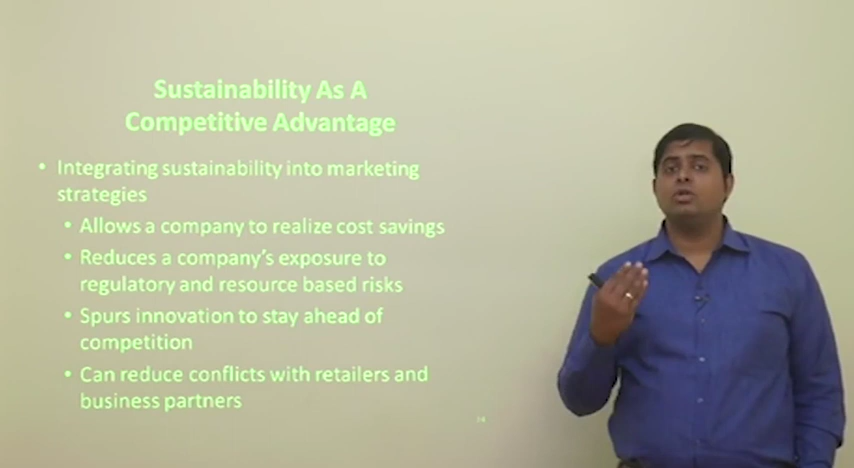 Sustainability As A
Competitive Advantage
• Integrating sustainability into marketing
strategies
• Allows a company to realize cost savings
• Reduces a company's exposure to
regulatory and resource based risks
• Spurs innovation to stay ahead of
competition
• Can reduce conflicts with retailers and
business partners